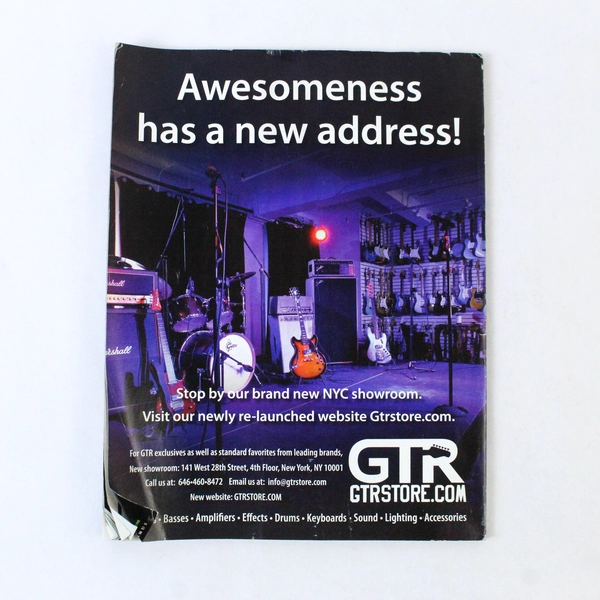 Awesomeness
has a new address!
Marshall
Stop by our brand new NYC showroom.
Visit our newly re-launched website Gtrstore.com.
For GTR exclusives as well as standard favorites from leading brands,
New showroom: 141 West 28th Street, 4th Floor, New York, NY 10001
Call us at: 646-460-8472 Email us at: info@gtrstore.com
New website: GTRSTORE.COM
GTR
GTRSTORE.COM
• Basses • Amplifiers • Effects • Drums • Keyboards • Sound • Lighting • Accessories